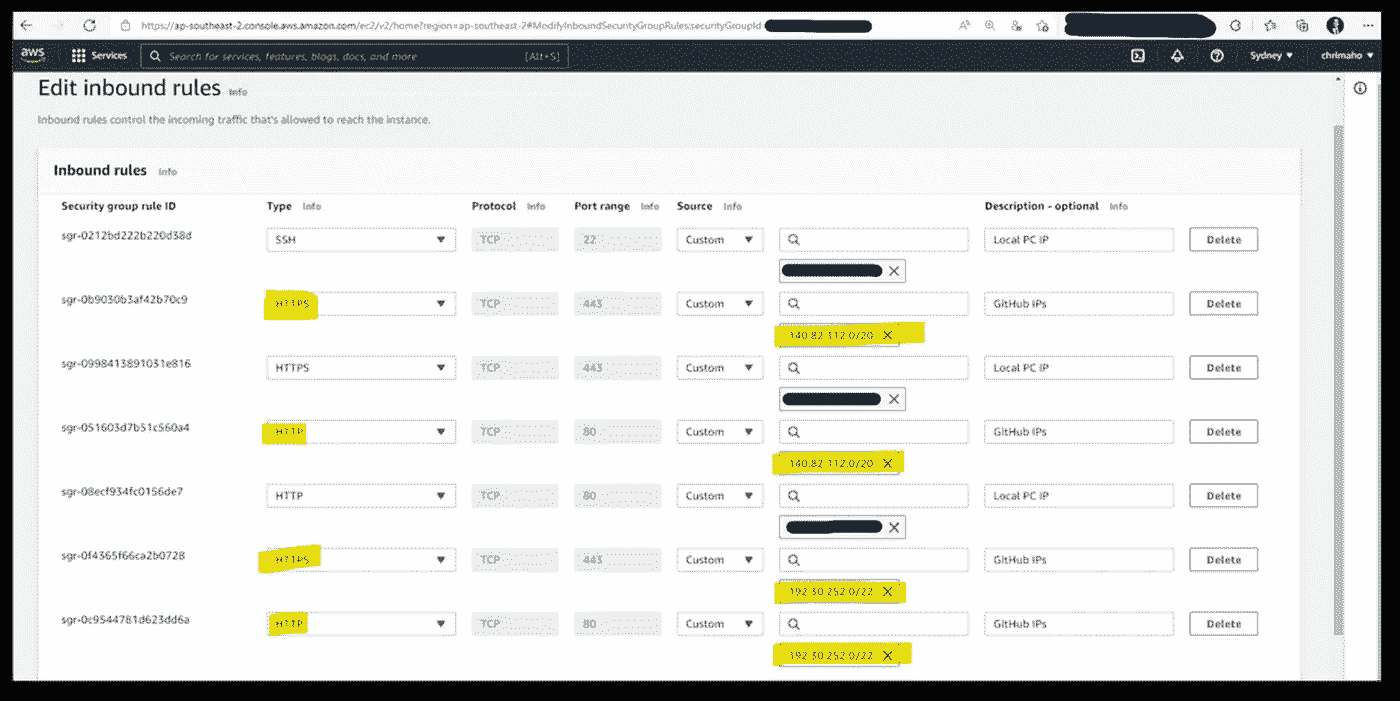 https://ap-southeast-2.console.aws.amazon.com/ec2/v2/home?region=ap-southeast-2#ModifyInboundSecurityGroupRules:securityGroupId
aws Services Search for services, features, blogs, docs, and more [Alt+S] Sydney chrimaho
Edit inbound rules Info
Inbound rules control the incoming traffic that's allowed to reach the instance.
Inbound rules Info
Security group rule ID Type Info Protocol Info Port range Info Source Info Description - optional Info
sgr-0212bd222b220d38d SSH TCP 22 Custom Local PC IP Delete
sgr-0b9030b3af42b70c9 HTTPS TCP 443 Custom GitHub IPs Delete
140.82.112.0/20
sgr-0998413891031e816 HTTPS TCP 443 Custom Local PC IP Delete
sgr-051603d7b51c560a4 HTTP TCP 80 Custom GitHub IPs Delete
140.82.112.0/20
sgr-08ecf934fc0156de7 HTTP TCP 80 Custom Local PC IP Delete
sgr-0f4365f66ca2b0728 HTTPS TCP 443 Custom GitHub IPs Delete
192.30.252.0/22
sgr-0c9544781d623dd6a HTTP TCP 80 Custom GitHub IPs Delete
192.30.252.0/22